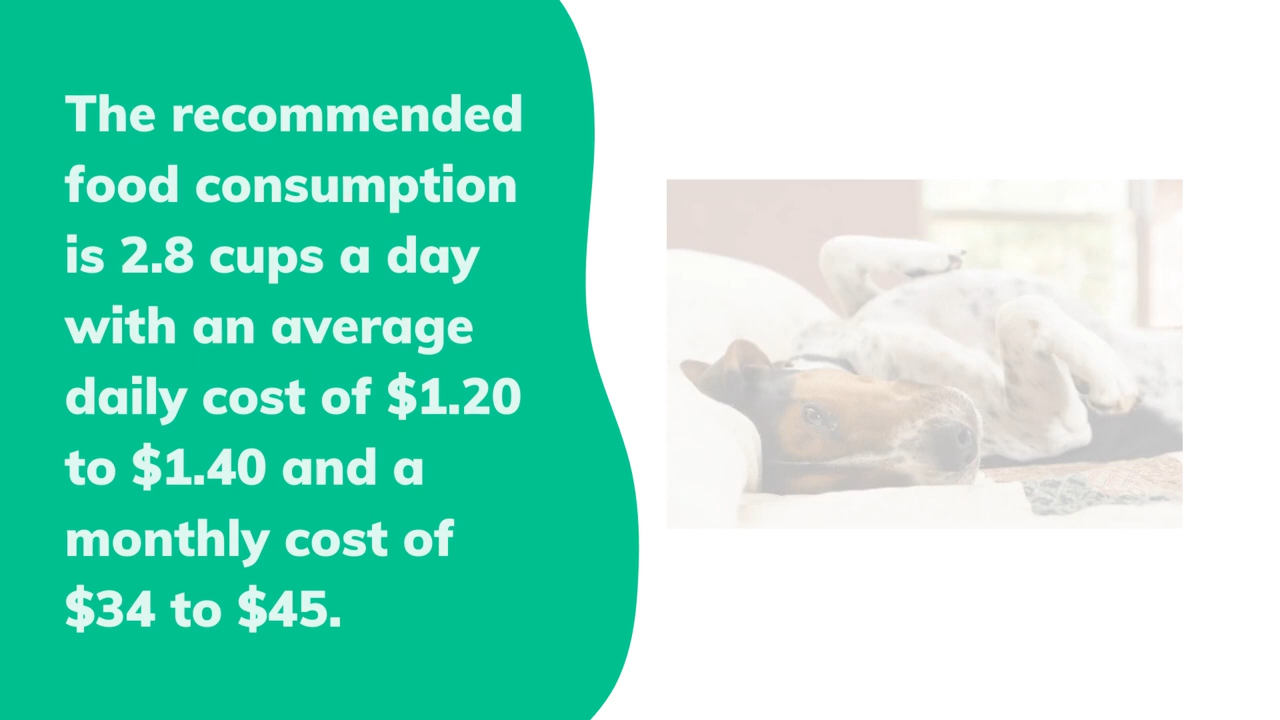 The recommended
food consumption
is 2.8 cups a day
with an average
daily cost of $1.20
to $1.40 and a
monthly cost of
$34 to $45.